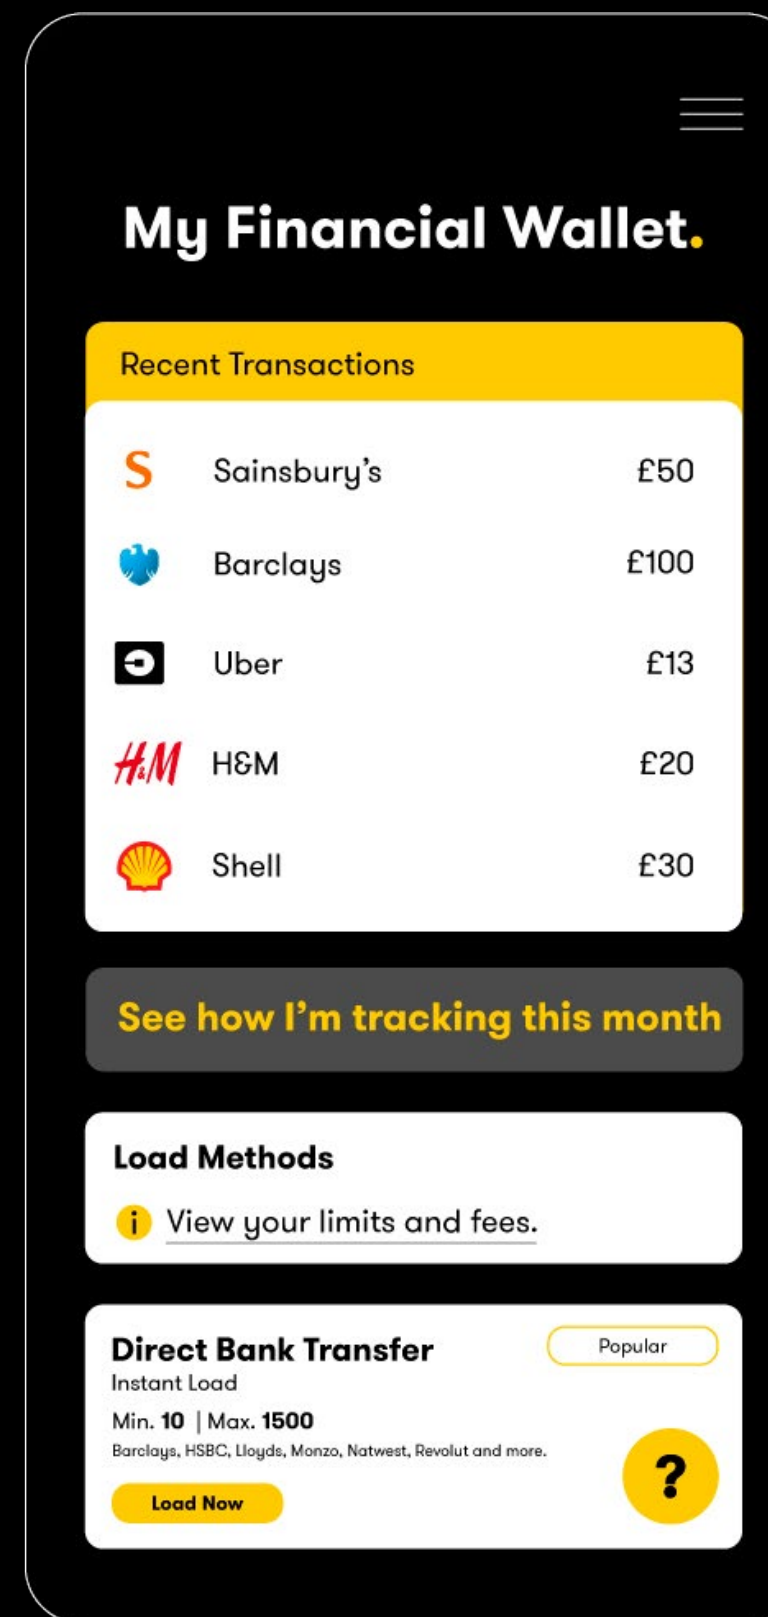 My Financial Wallet.
Recent Transactions
S Sainsbury's £50
Barclays £100
Uber £13
H&M H&M £20
Shell £30
See how I'm tracking this month
Load Methods
i View your limits and fees.
Direct Bank Transfer Popular
Instant Load
Min. 10 | Max. 1500
Barclays, HSBC, Lloyds, Monzo, Natwest, Revolut and more.
?
Load Now